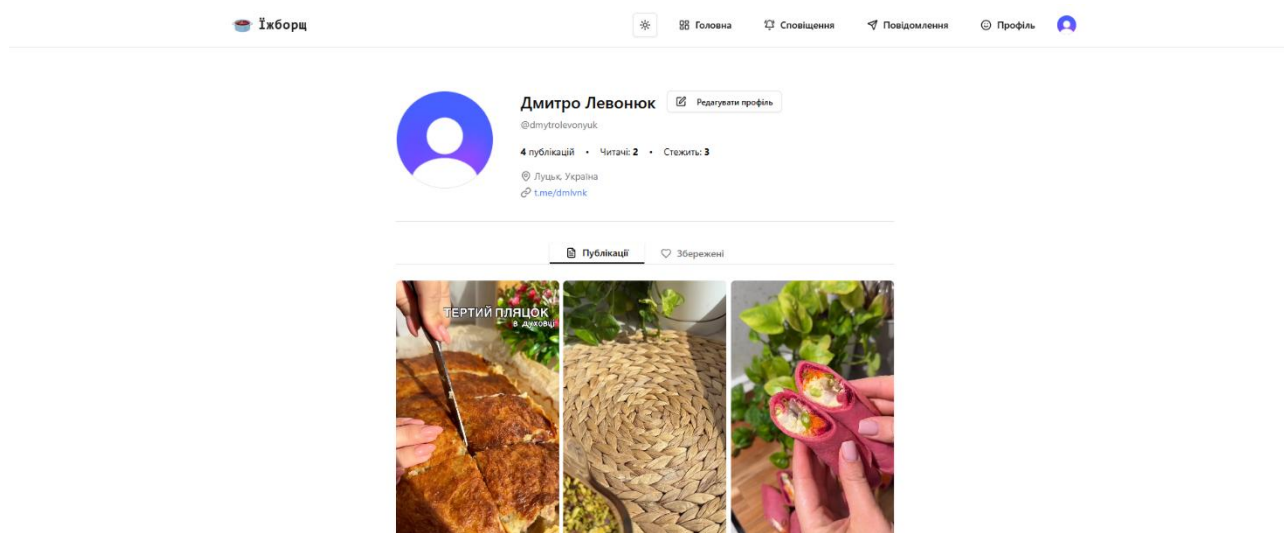 Їжборщ
Головна
Сповіщення
Повідомлення
Профіль
Дмитро Левонюк
Редагувати профіль
@dmytrolevonyuk
4 публікацій • Читачі: 2 • Стежить: 3
Луцьк, Україна
t.me/dmlvnk
Публікації
Збережені
ТЕРТИЙ ПЛЯЦОК
в духовці